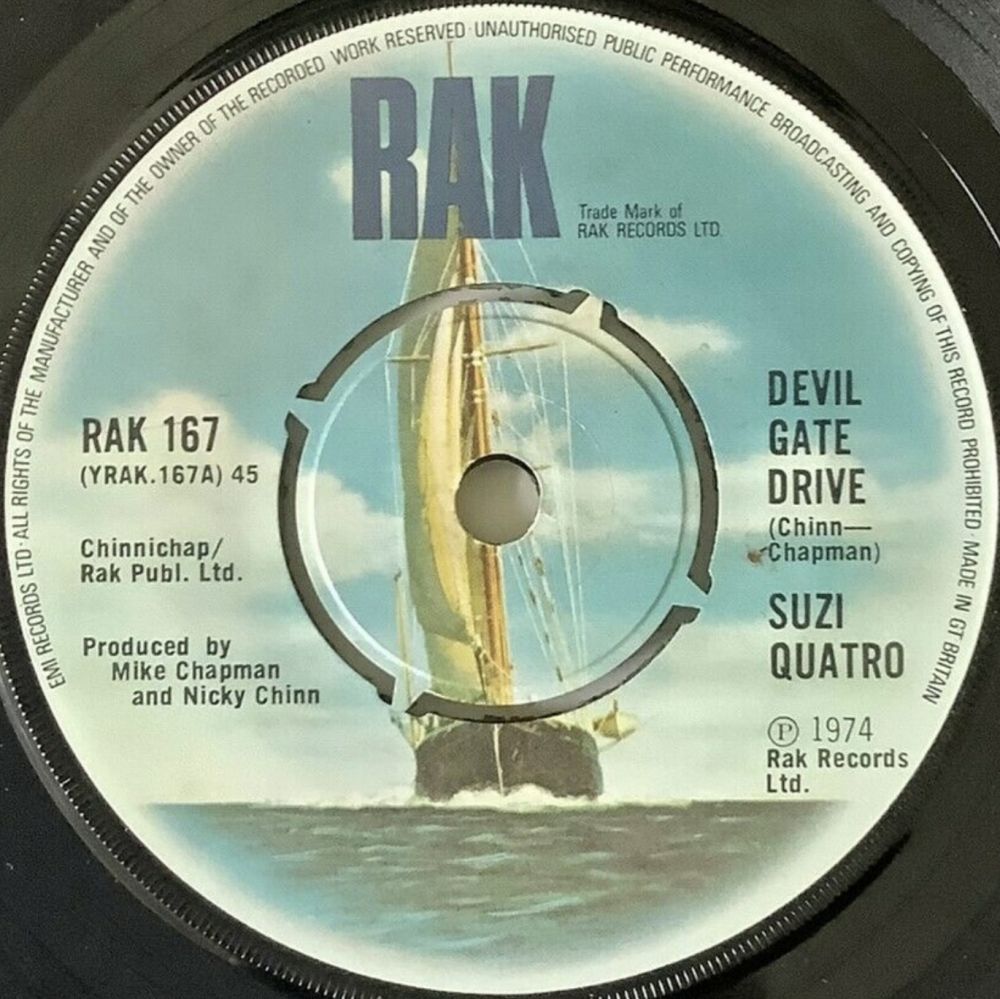 EMI RECORDS LTD · ALL RIGHTS OF THE MANUFACTURER AND OF THE OWNER OF THE RECORDED WORK RESERVED · UNAUTHORISED PUBLIC PERFORMANCE BROADCASTING AND COPYING OF THIS RECORD PROHIBITED · MADE IN GT BRITAIN
RAK
Trade Mark of
RAK RECORDS LTD.
RAK 167
(YRAK.167A) 45
Chinnichap/
Rak Publ. Ltd.
Produced by
Mike Chapman
and Nicky Chinn
DEVIL
GATE
DRIVE
(Chinn—
Chapman)
SUZI
QUATRO
Ⓟ 1974
Rak Records
Ltd.